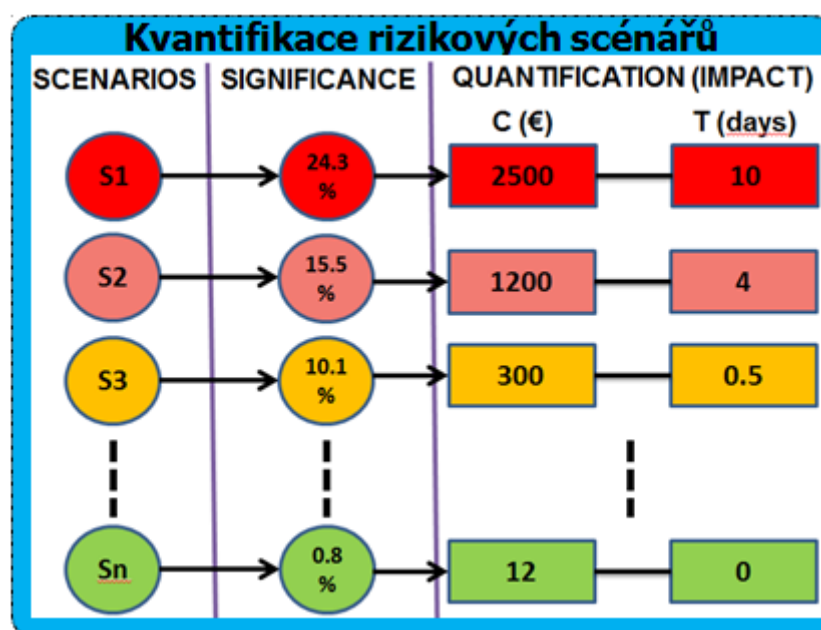 Kvantifikace rizikových scénářů
SCENARIOS SIGNIFICANCE QUANTIFICATION (IMPACT)
C (€) T (days)
S1 24.3 % 2500 10
S2 15.5 % 1200 4
S3 10.1 % 300 0.5
Sn 0.8 % 12 0